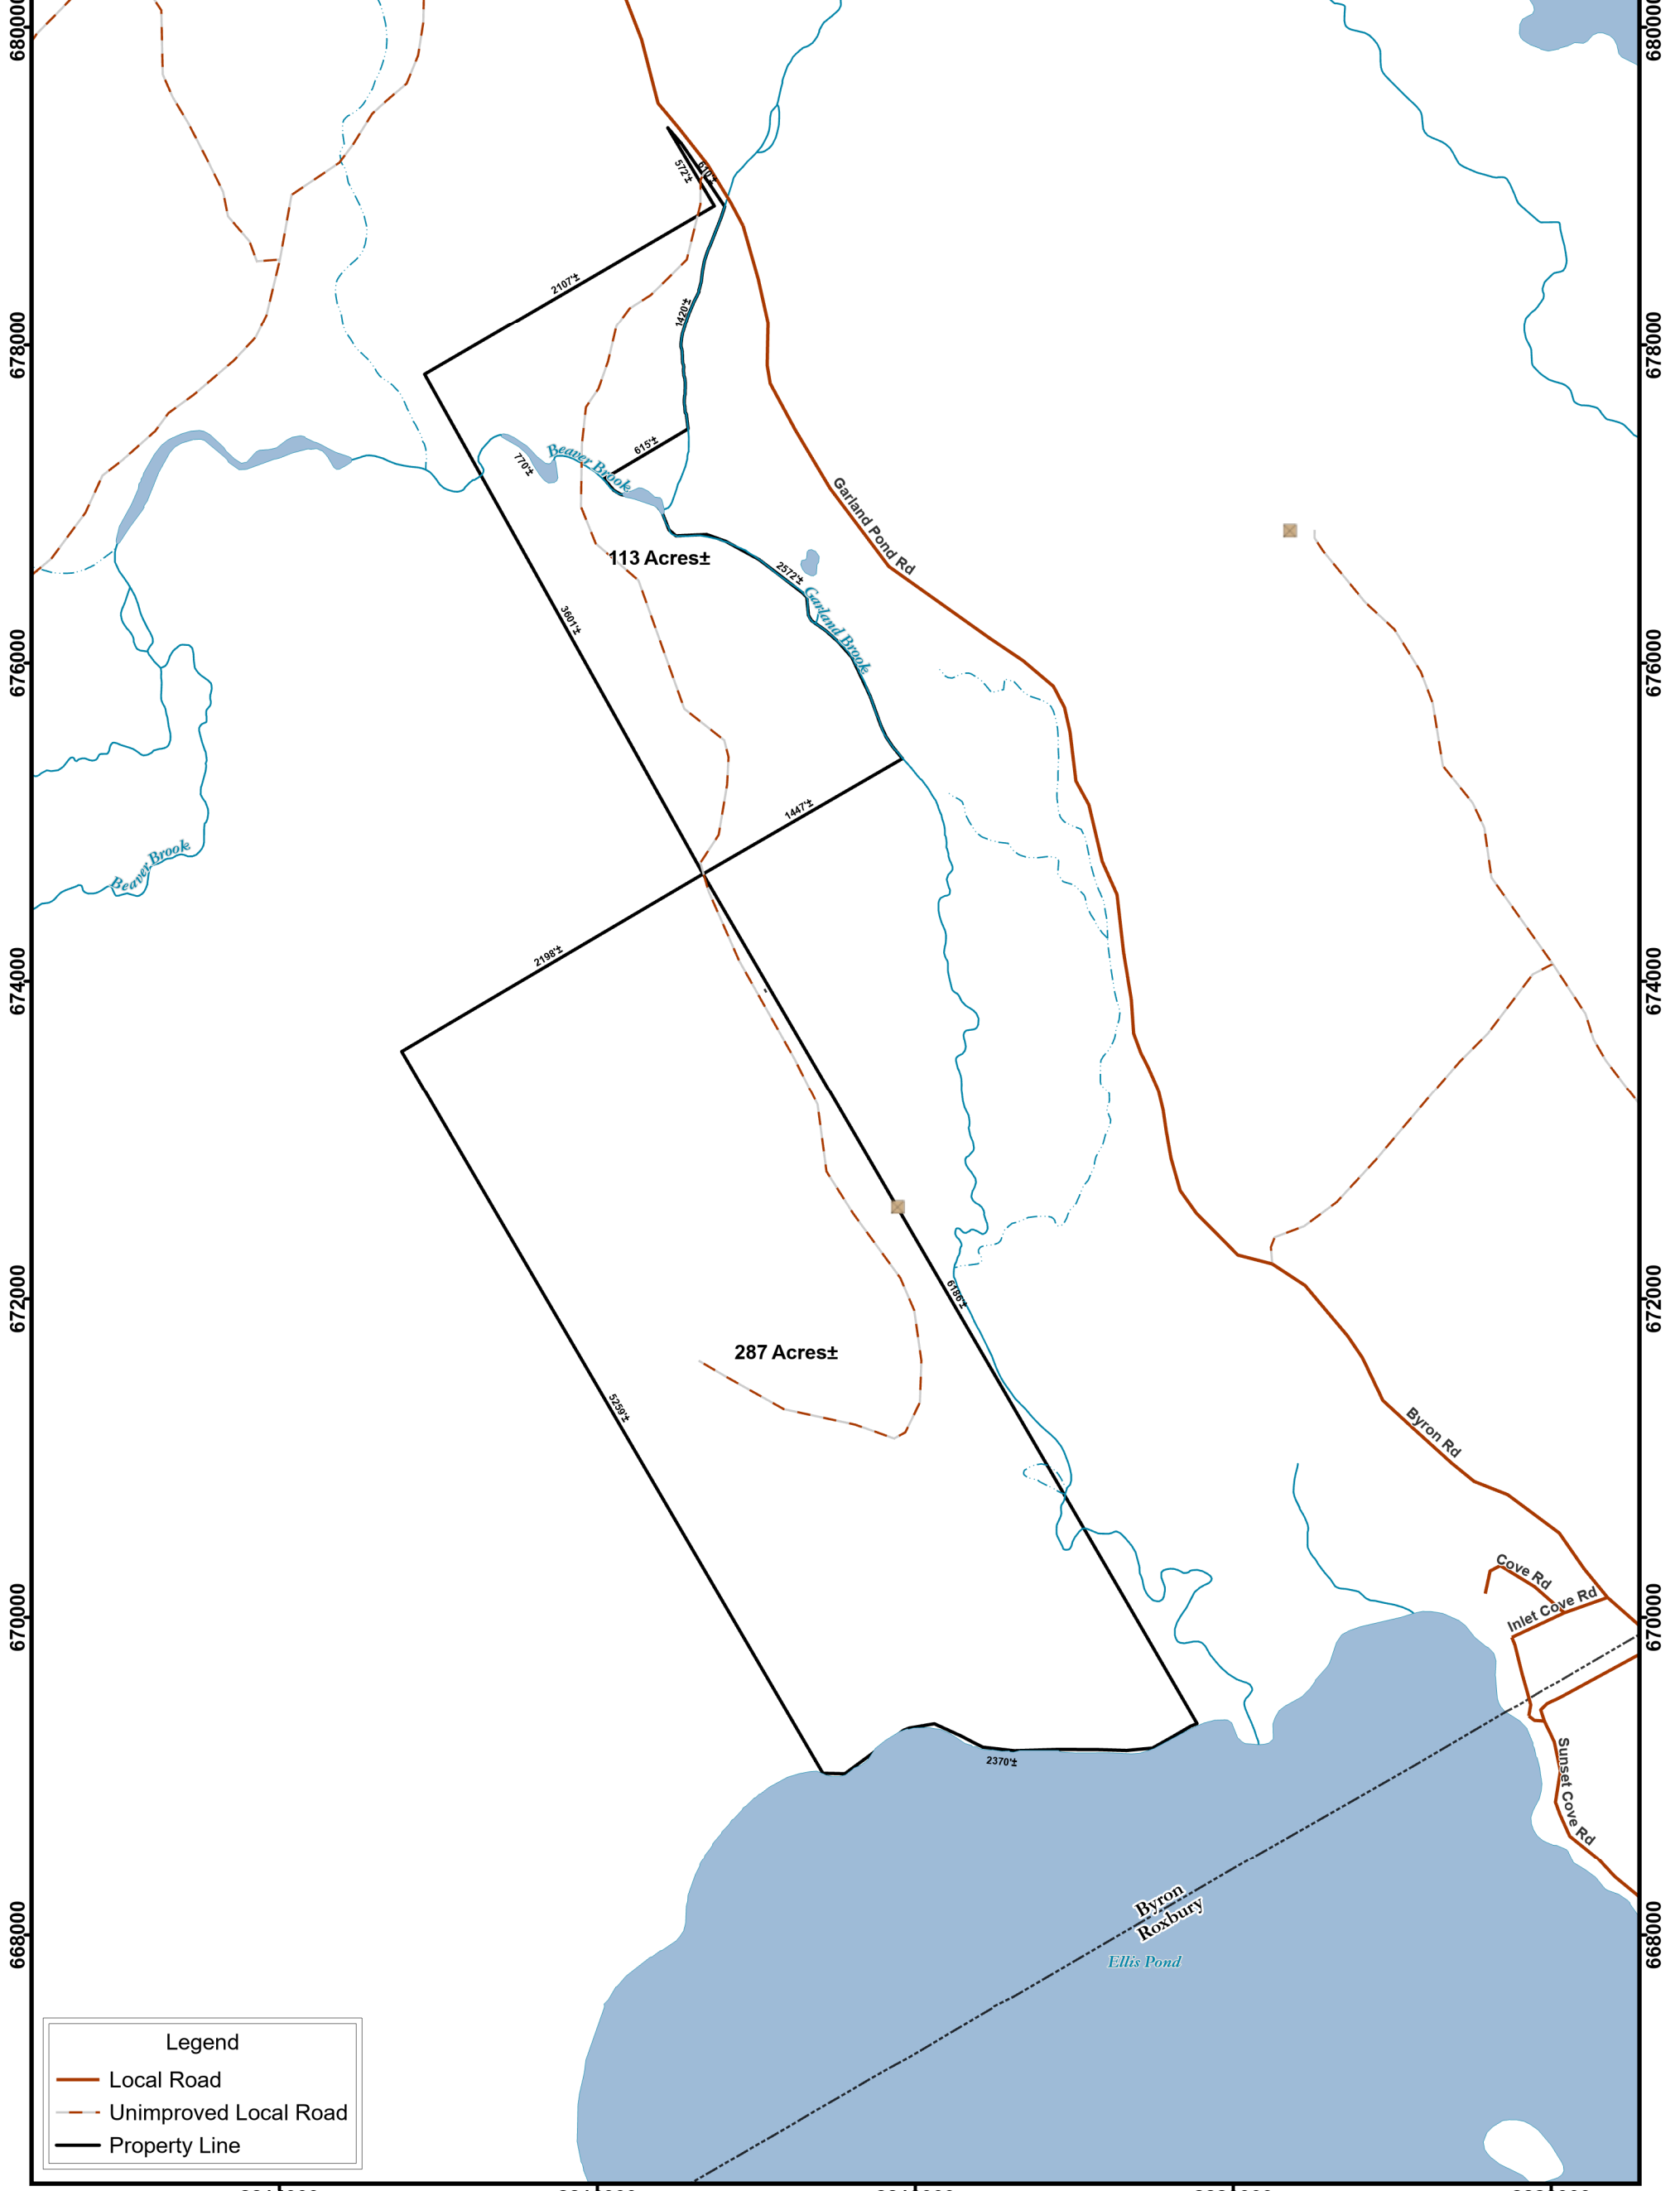 680000
680000
610'±
572'±
2107'±
1420'±
678000
678000
615'±
Beaver Brook
770'±
Garland Pond Rd
113 Acres±
2572'±
Garland Brook
3601'±
676000
676000
1447'±
Beaver Brook
2198'±
674000
674000
6186'±
672000
672000
287 Acres±
5259'±
Byron Rd
Cove Rd
Inlet Cove Rd
670000
670000
2370'±
Sunset Cove Rd
Byron
Roxbury
668000
668000
Ellis Pond
Legend
Local Road
Unimproved Local Road
Property Line